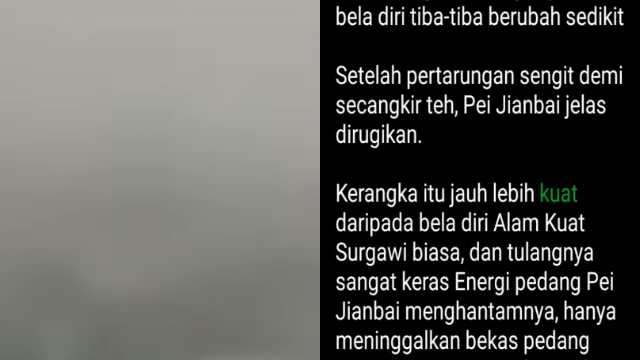 bela diri tiba-tiba berubah sedikit
Setelah pertarungan sengit demi
secangkir teh, Pei Jianbai jelas
dirugikan.
Kerangka itu jauh lebih kuat
daripada bela diri Alam Kuat
Surgawi biasa, dan tulangnya
sangat keras Energi pedang Pei
Jianbai menghantamnya, hanya
meninggalkan bekas pedang